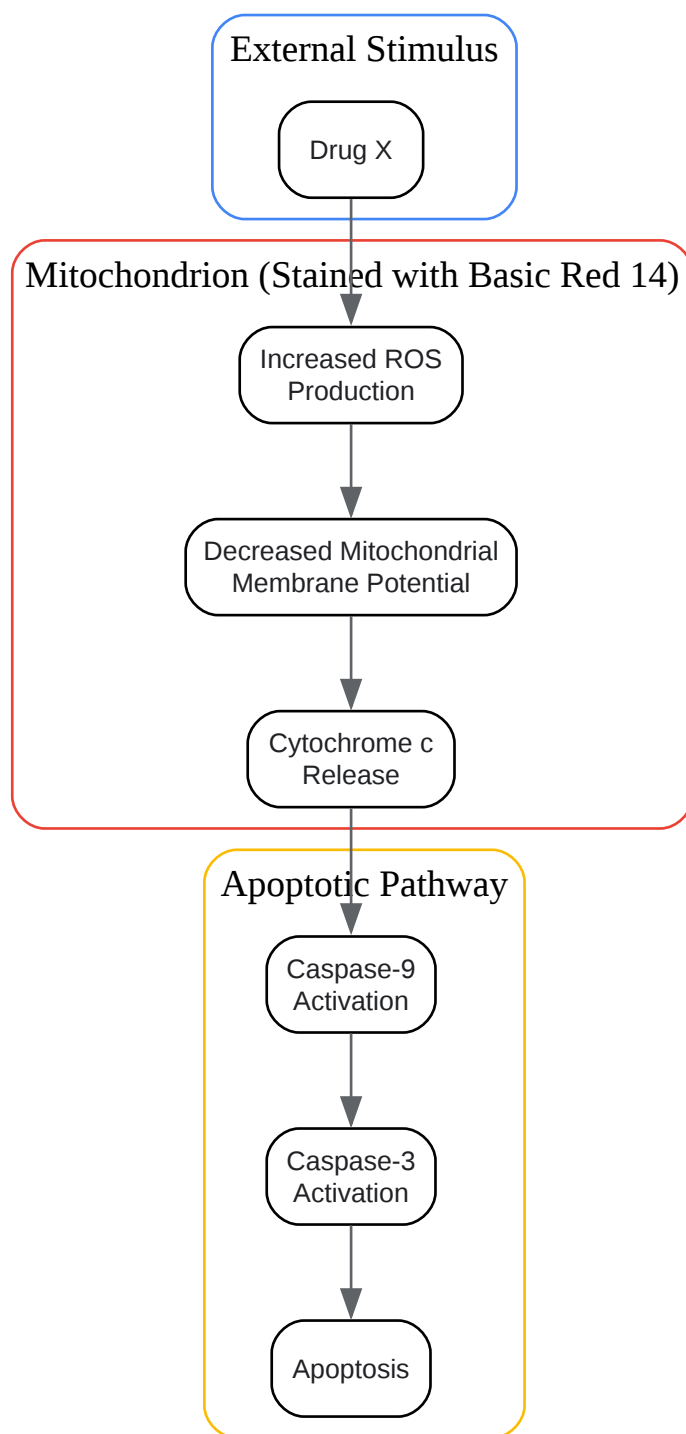 External Stimulus
Drug X
Mitochondrion (Stained with Basic Red 14)
Increased ROS
Production
Decreased Mitochondrial
Membrane Potential
Cytochrome c
Release
Apoptotic Pathway
Caspase-9
Activation
Caspase-3
Activation
Apoptosis